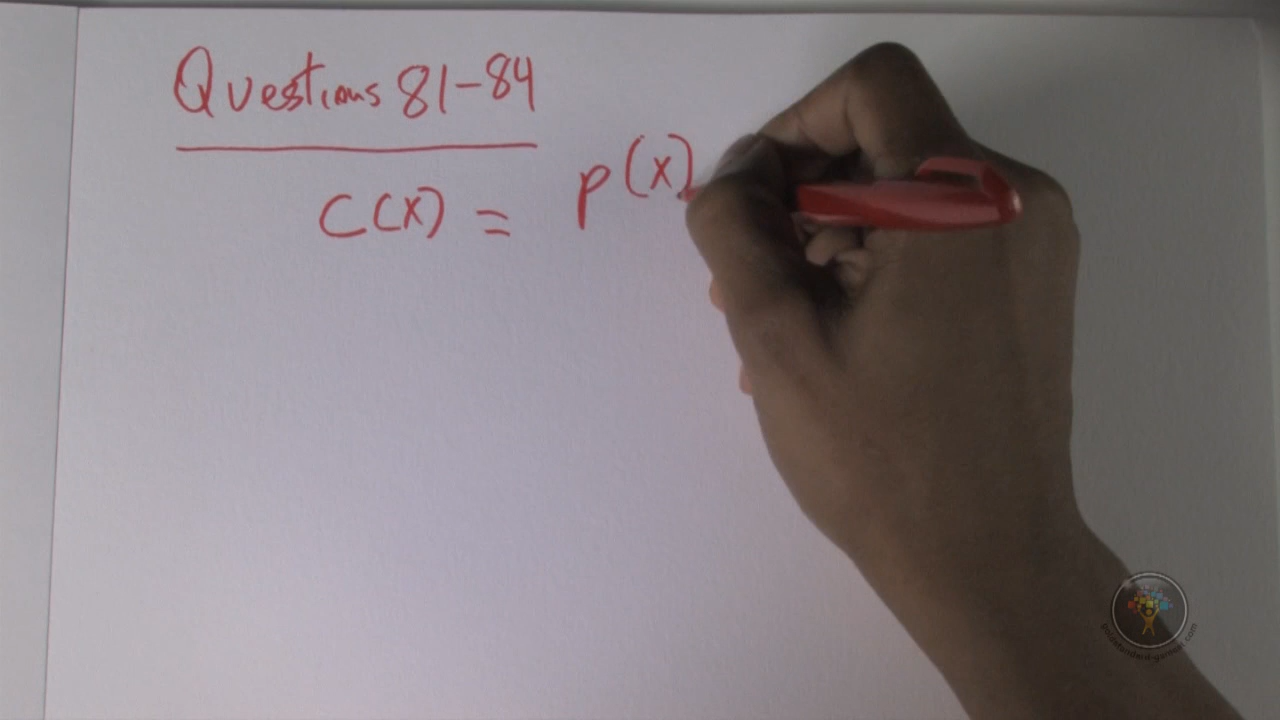 Questions 81-84
C(X) = P(X)